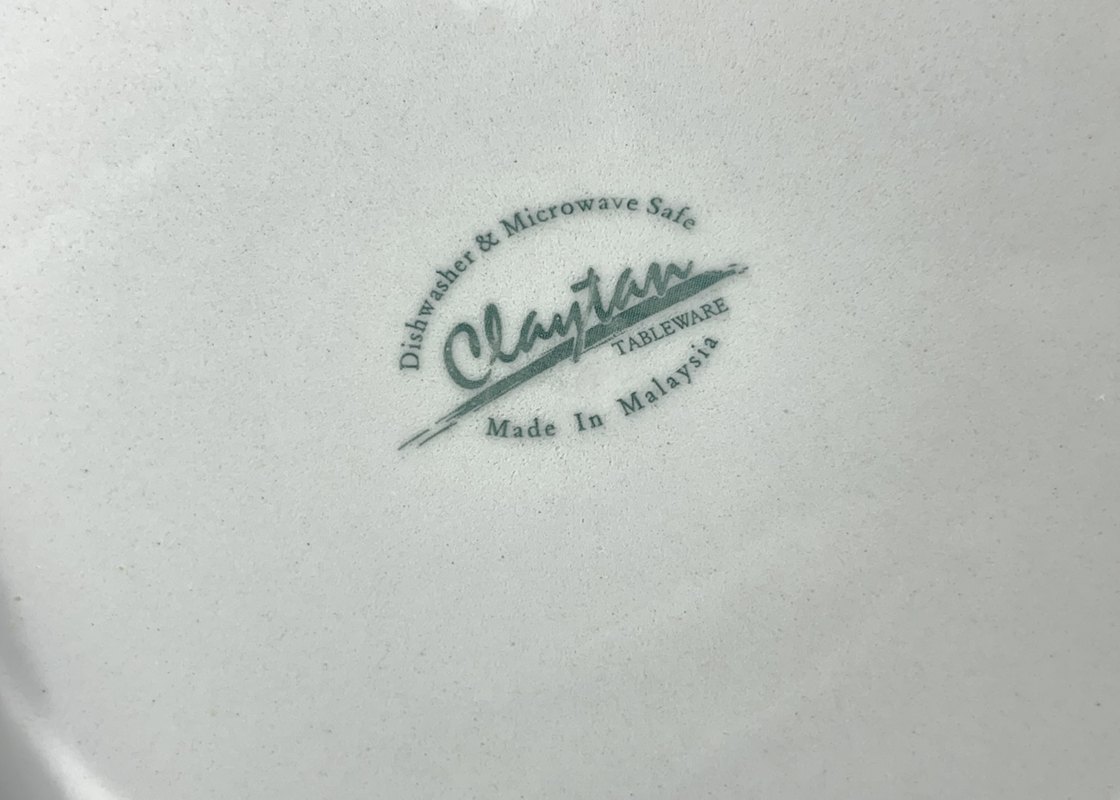 Dishwasher & Microwave Safe
Claytan
TABLEWARE
Made In Malaysia